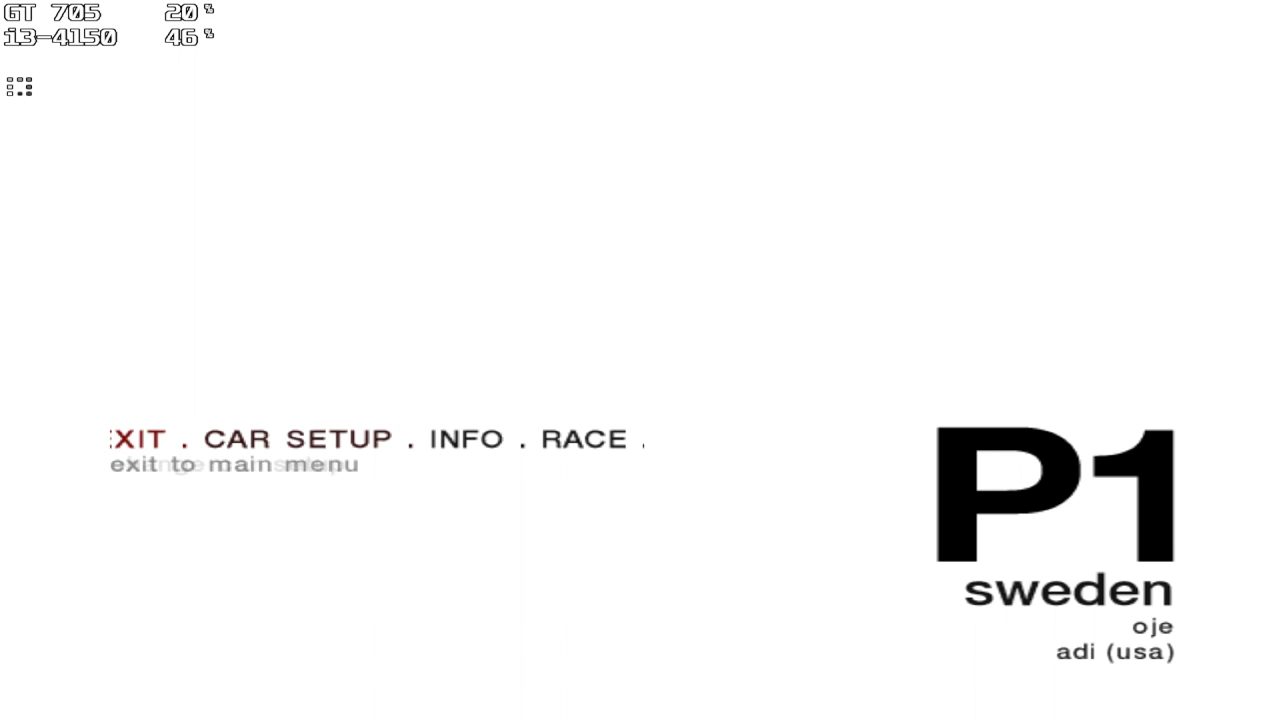 GT 705 20 %
i3-4150 46 %
EXIT . CAR SETUP . INFO . RACE .
exit to main menu
P1
sweden
oje
adi (usa)